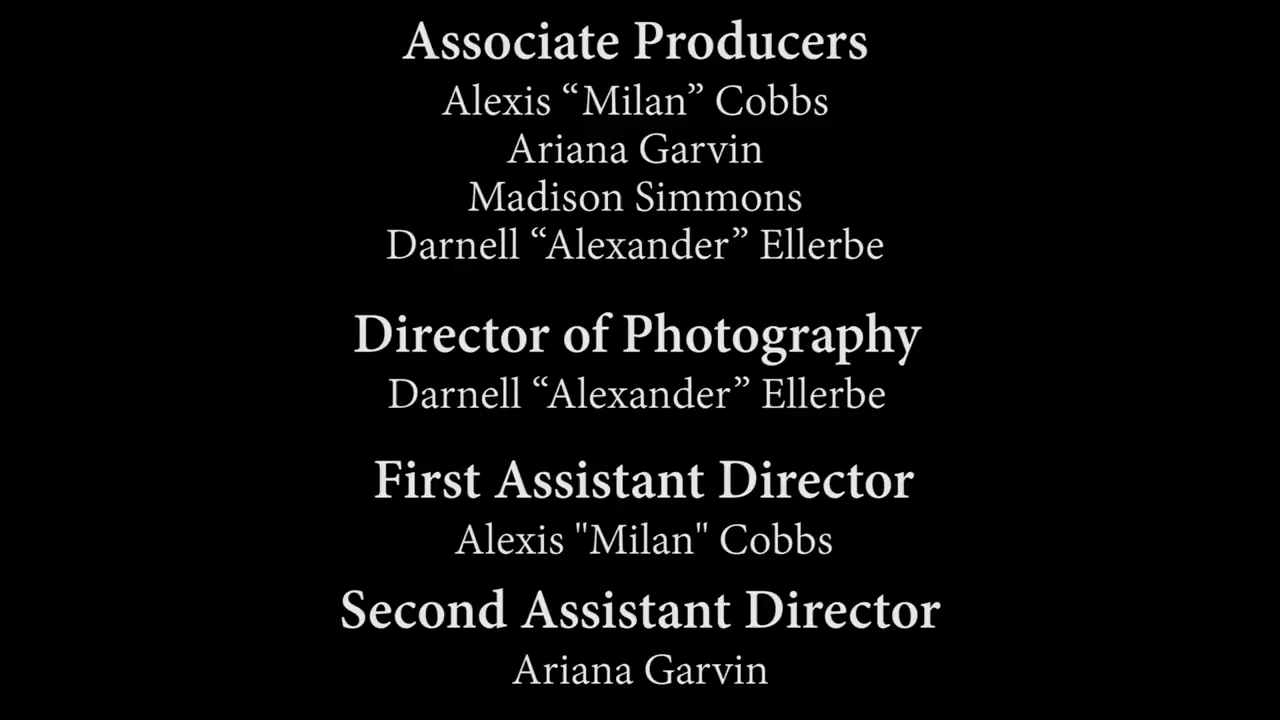 Associate Producers
Alexis “Milan” Cobbs
Ariana Garvin
Madison Simmons
Darnell “Alexander” Ellerbe
Director of Photography
Darnell “Alexander” Ellerbe
First Assistant Director
Alexis "Milan" Cobbs
Second Assistant Director
Ariana Garvin